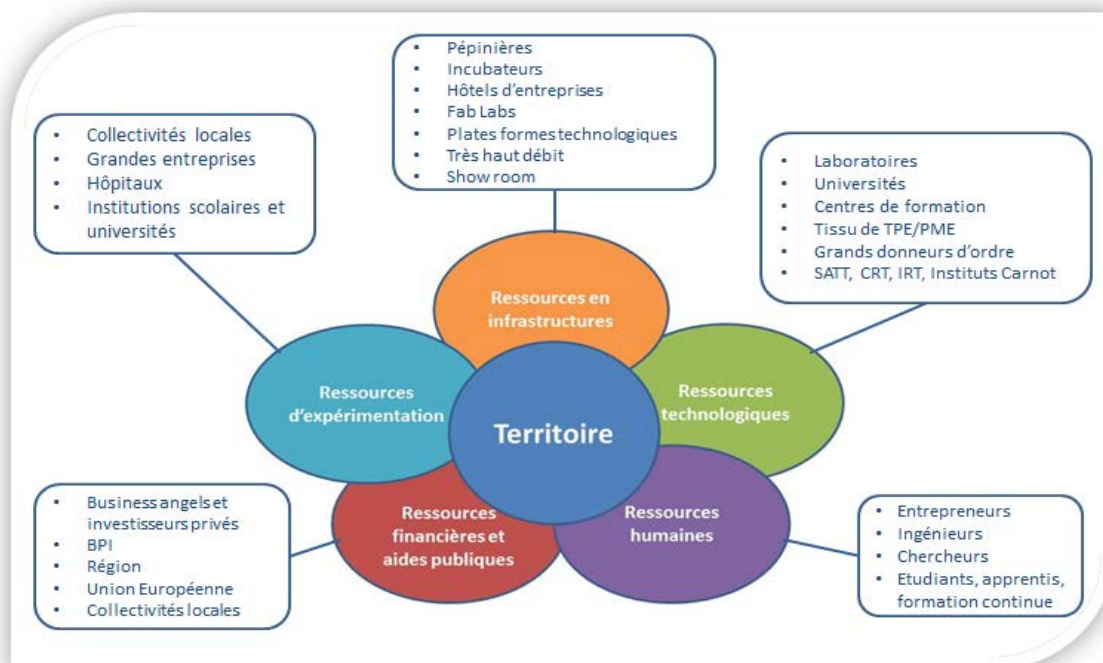 • Pépinières
• Incubateurs
• Hôtels d'entreprises
• Fab Labs
• Plates formes technologiques
• Très haut débit
• Show room
• Collectivités locales
• Grandes entreprises
• Hôpitaux
• Institutions scolaires et
universités
• Laboratoires
• Universités
• Centres de formation
• Tissu de TPE/PME
• Grands donneurs d'ordre
• SATT, CRT, IRT, Instituts Carnot
Ressources en
infrastructures
Ressources
d'expérimentation
Ressources
technologiques
Territoire
Ressources
financières et
aides publiques
Ressources
humaines
• Business angels et
investisseurs privés
• BPI
• Région
• Union Européenne
• Collectivités locales
• Entrepreneurs
• Ingénieurs
• Chercheurs
• Etudiants, apprentis,
formation continue